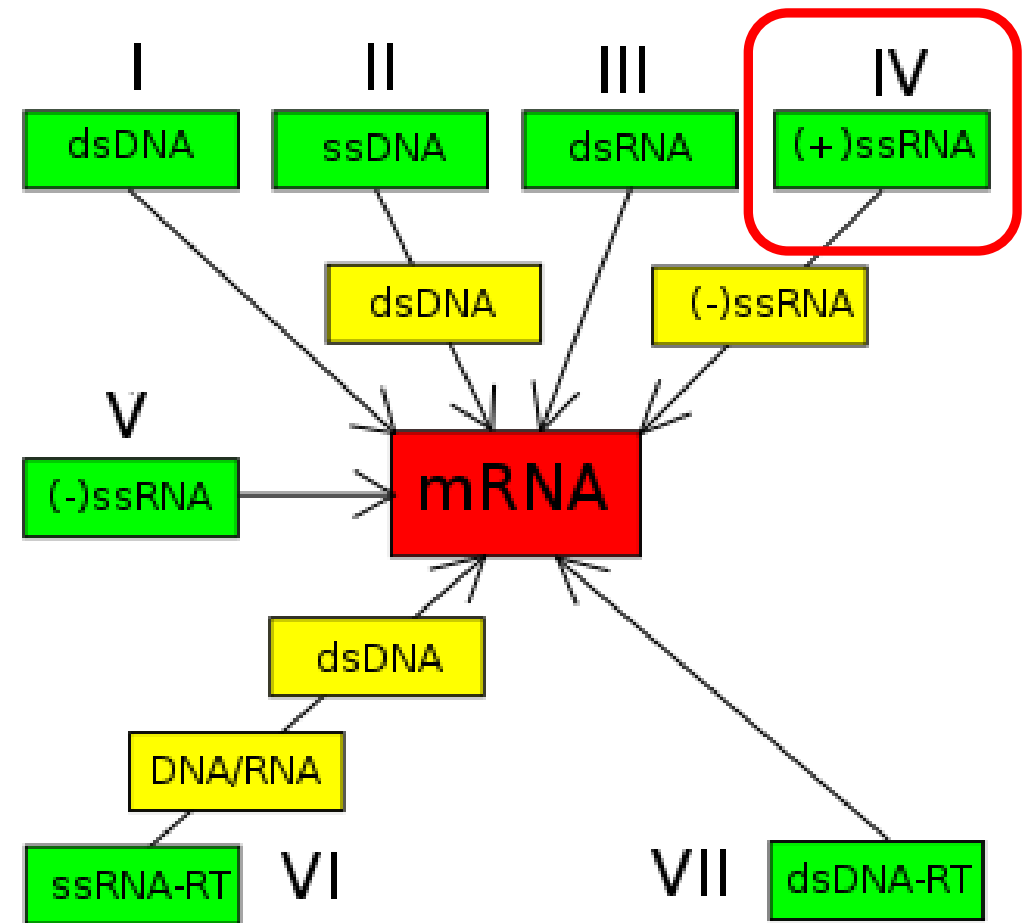 I
II
III
IV
dsDNA
ssDNA
dsRNA
(+)ssRNA
dsDNA
(-)ssRNA
V
(-)ssRNA
mRNA
dsDNA
DNA/RNA
ssRNA-RT
VI
VII
dsDNA-RT